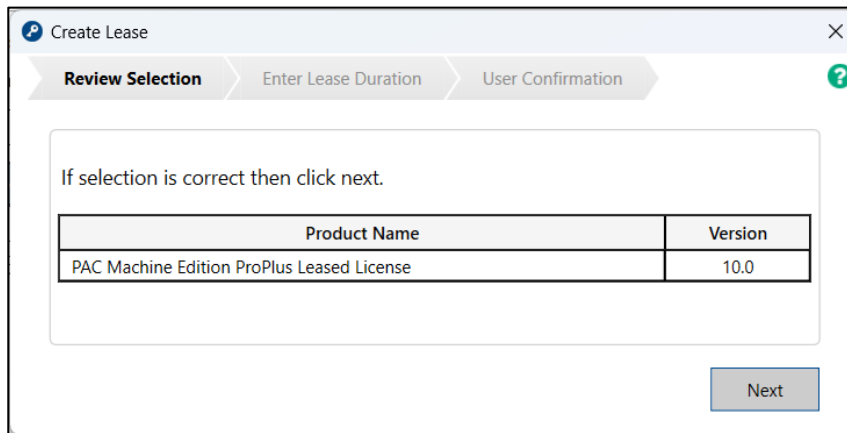 Create Lease
Review Selection Enter Lease Duration User Confirmation ?
If selection is correct then click next.
Product Name Version
PAC Machine Edition ProPlus Leased License 10.0
Next